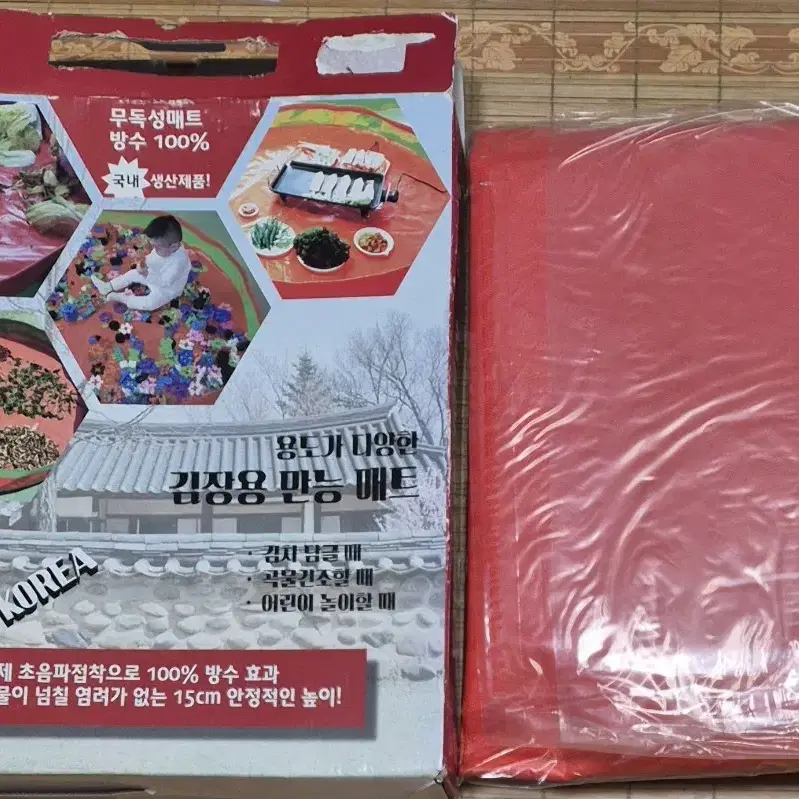 무독성매트
방수 100%
국내 생산제품!
용도가 다양한
김장용 만능 매트
· 김치 담글 때
· 곡물건조할 때
· 어린이 놀이할 때
KOREA
제 초음파접착으로 100% 방수 효과
물이 넘칠 염려가 없는 15cm 안정적인 높이!